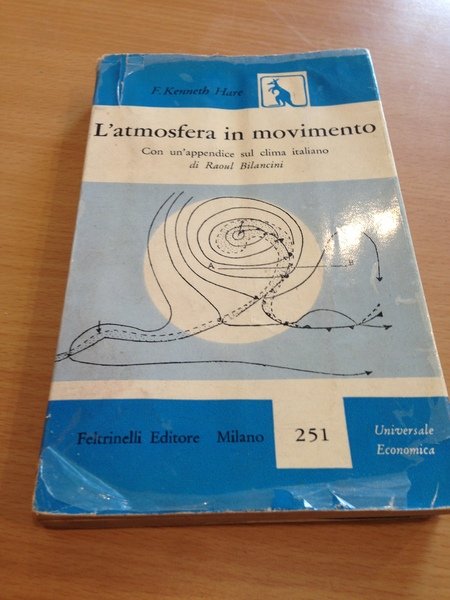 F. Kenneth Hare
L'atmosfera in movimento
Con un'appendice sul clima italiano
di Raoul Bilancini
A
B
Feltrinelli Editore Milano
251
Universale
Economica